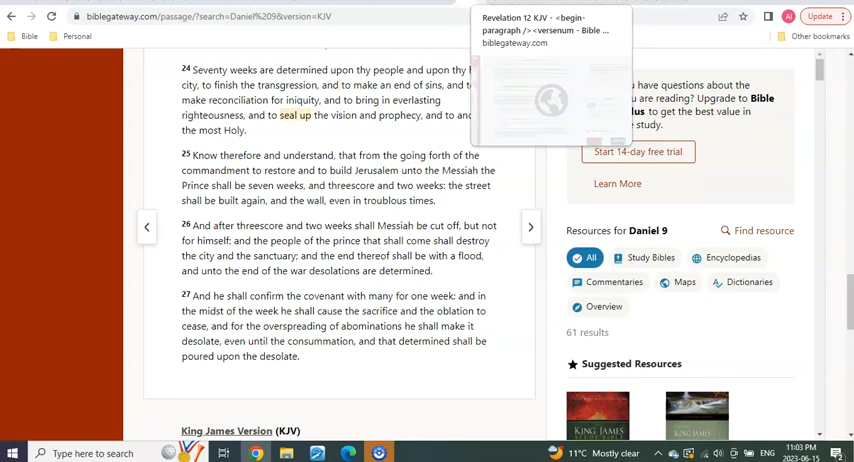 biblegateway.com/passage/?search=Daniel%209&version=KJV
AI
Update
Bible
Personal
Other bookmarks
Revelation 12 KJV - <begin-
paragraph /><versenum - Bible ...
biblegateway.com
24 Seventy weeks are determined upon thy people and upon thy
city, to finish the transgression, and to make an end of sins, and
make reconciliation for iniquity, and to bring in everlasting
righteousness, and to seal up the vision and prophecy, and to
the most Holy.
25 Know therefore and understand, that from the going forth of the
commandment to restore and to build Jerusalem unto the Messiah the
Prince shall be seven weeks, and threescore and two weeks: the street
shall be built again, and the wall, even in troublous times.
26 And after threescore and two weeks shall Messiah be cut off, but not
for himself: and the people of the prince that shall come shall destroy
the city and the sanctuary; and the end thereof shall be with a flood,
and unto the end of the war desolations are determined.
27 And he shall confirm the covenant with many for one week: and in
the midst of the week he shall cause the sacrifice and the oblation to
cease, and for the overspreading of abominations he shall make it
desolate, even until the consummation, and that determined shall be
poured upon the desolate.
King James Version (KJV)
have questions about the
are reading? Upgrade to Bible
lus to get the best value in
study.
Start 14-day free trial
Learn More
Resources for Daniel 9
Find resource
All
Study Bibles
Encyclopedias
Commentaries
Maps
Dictionaries
Overview
61 results
Suggested Resources
KING JAMES
KING JAMES
Type here to search
11°C Mostly clear
ENG
11:03 PM
2023-06-15
2